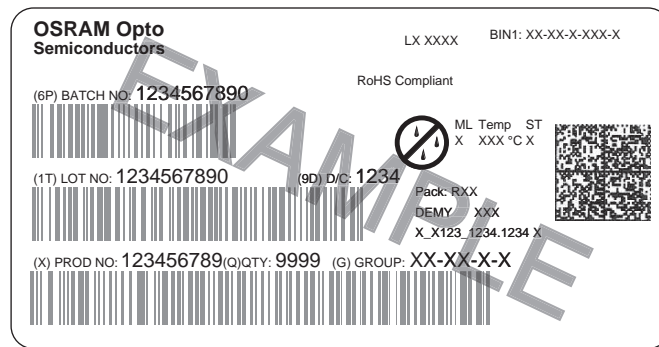 OSRAM Opto
Semiconductors
LX XXXX
BIN1: XX-XX-X-XXX-X
RoHS Compliant
(6P) BATCH NO: 1234567890
ML Temp ST
X XXX °C X
(1T) LOT NO: 1234567890 (9D) D/C: 1234
Pack: RXX
DEMY XXX
X_X123_1234.1234 X
(X) PROD NO: 123456789(Q)QTY: 9999 (G) GROUP: XX-XX-X-X
EXAMPLE